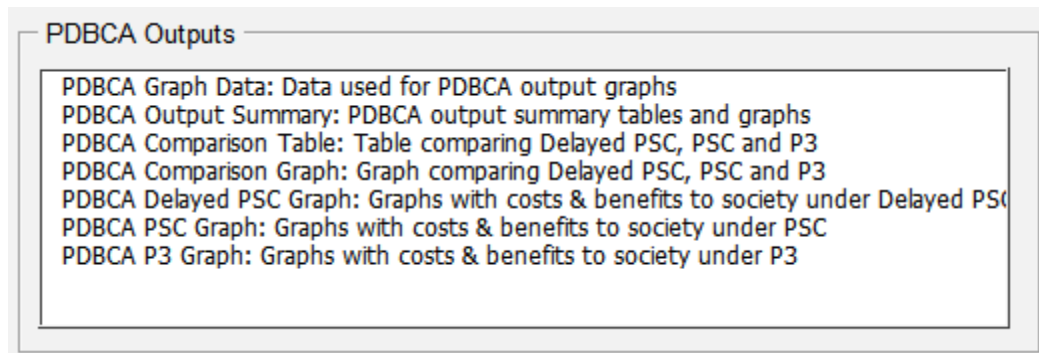 PDBCA Outputs
PDBCA Graph Data: Data used for PDBCA output graphs
PDBCA Output Summary: PDBCA output summary tables and graphs
PDBCA Comparison Table: Table comparing Delayed PSC, PSC and P3
PDBCA Comparison Graph: Graph comparing Delayed PSC, PSC and P3
PDBCA Delayed PSC Graph: Graphs with costs & benefits to society under Delayed
PDBCA PSC Graph: Graphs with costs & benefits to society under PSC
PDBCA P3 Graph: Graphs with costs & benefits to society under P3